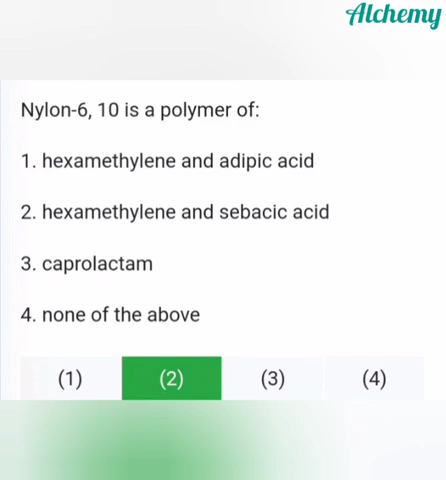 Alchemy
Nylon-6, 10 is a polymer of:
1. hexamethylene and adipic acid
2. hexamethylene and sebacic acid
3. caprolactam
4. none of the above
(1) (2) (3) (4)